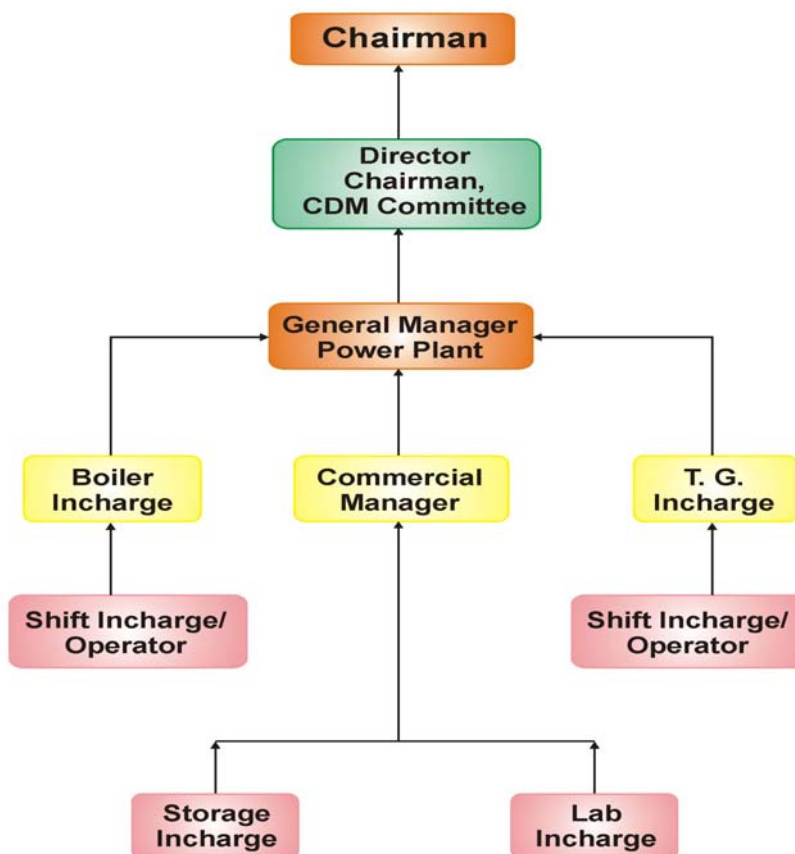 Chairman
Director
Chairman,
CDM Committee
General Manager
Power Plant
Boiler
Incharge
Commercial
Manager
T. G.
Incharge
Shift Incharge/
Operator
Shift Incharge/
Operator
Storage
Incharge
Lab
Incharge